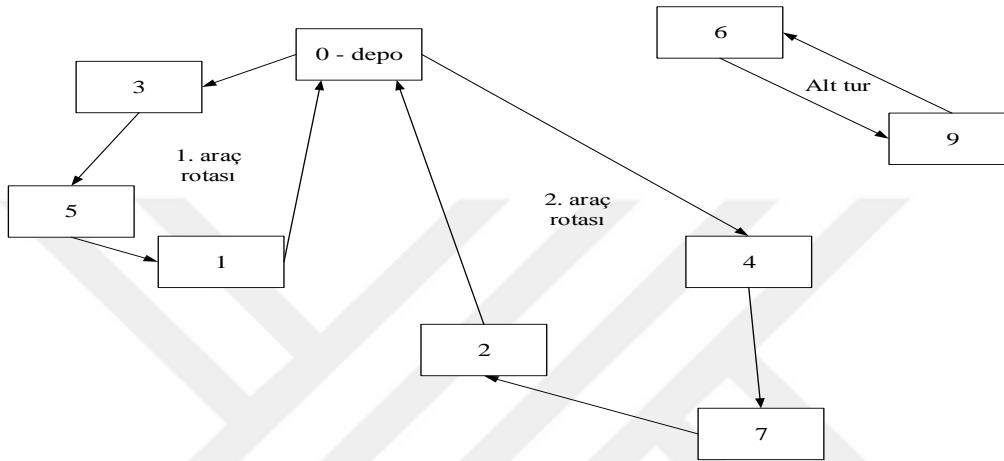 0 - depo
6
3
Alt tur
9
1. araç
rotası
5
2. araç
rotası
1
4
2
7